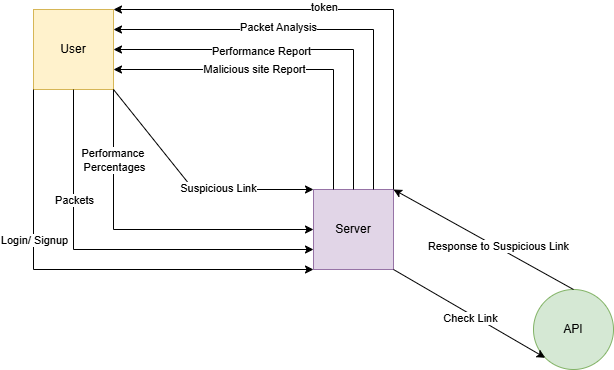 token
Packet Analysis
User
Performance Report
Malicious site Report
Performance
Percentages
Suspicious Link
Packets
Server
Login/ Signup
Response to Suspicious Link
Check Link
API